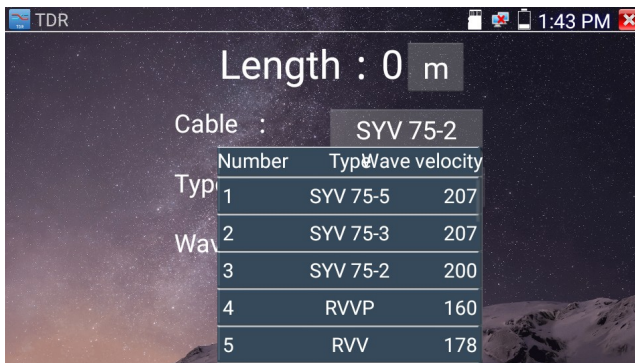 TDR 1:43 PM
Length : 0 m
Cable : SYV 75-2
Number Type Wave velocity
Typ
1 SYV 75-5 207
Wav
2 SYV 75-3 207
3 SYV 75-2 200
4 RVVP 160
5 RVV 178